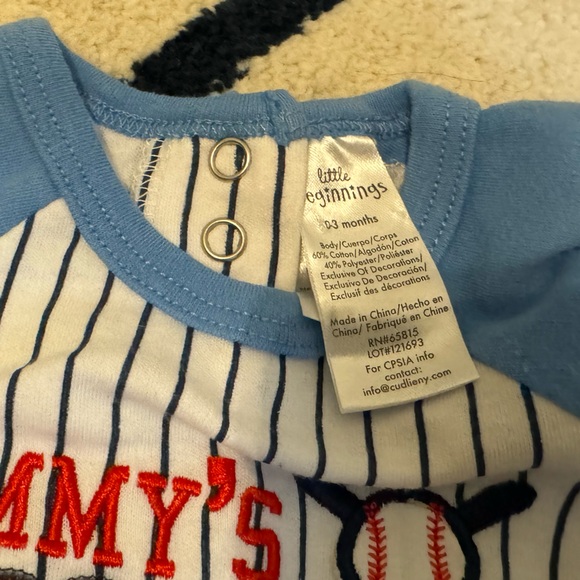 little
eginnings
0-3 months
Body/Cuerpo/Corps
60% Cotton/Algodón/Coton
40% Polyester/Poliéster
Exclusive Of Decorations/
Exclusivo De Decoración/
Exclusif des décorations
Made in China/Hecho en
China/ Fabriqué en Chine
RN#65815
LOT#121693
For CPSIA info
contact:
info@cudlieny.com
MMY'S